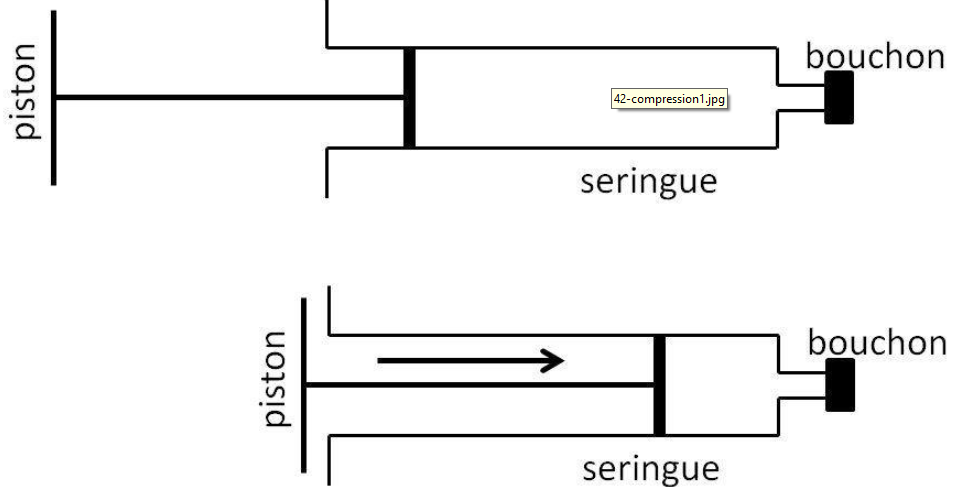 piston
bouchon
42-compression1.jpg
seringue
piston
bouchon
seringue